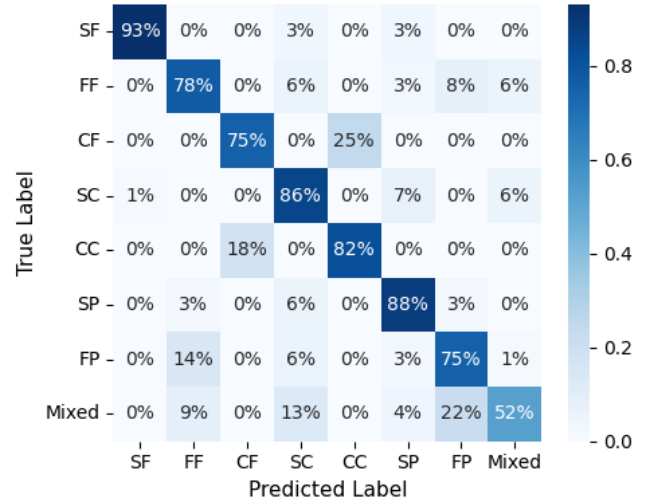 SF 93% 0% 0% 3% 0% 3% 0% 0%
FF 0% 78% 0% 6% 0% 3% 8% 6%
CF 0% 0% 75% 0% 25% 0% 0% 0%
SC 1% 0% 0% 86% 0% 7% 0% 6%
CC 0% 0% 18% 0% 82% 0% 0% 0%
SP 0% 3% 0% 6% 0% 88% 3% 0%
FP 0% 14% 0% 6% 0% 3% 75% 1%
Mixed 0% 9% 0% 13% 0% 4% 22% 52%
SF FF CF SC CC SP FP Mixed
Predicted Label
True Label
0.8
0.6
0.4
0.2
0.0